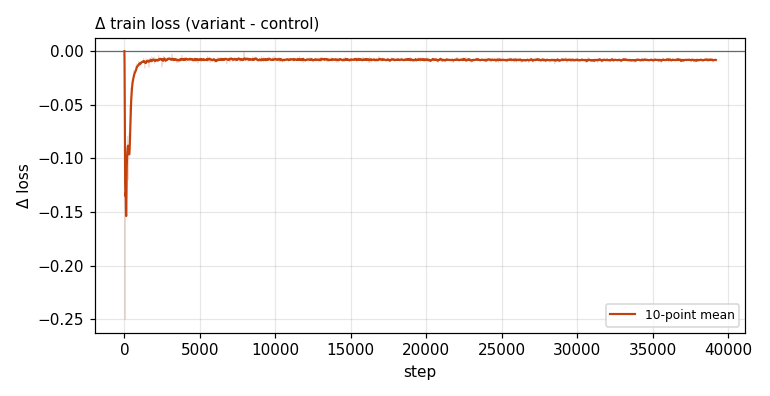 Δ train loss (variant - control)
0.00
−0.05
−0.10
−0.15
−0.20
−0.25
Δ loss
10-point mean
0 5000 10000 15000 20000 25000 30000 35000 40000
step